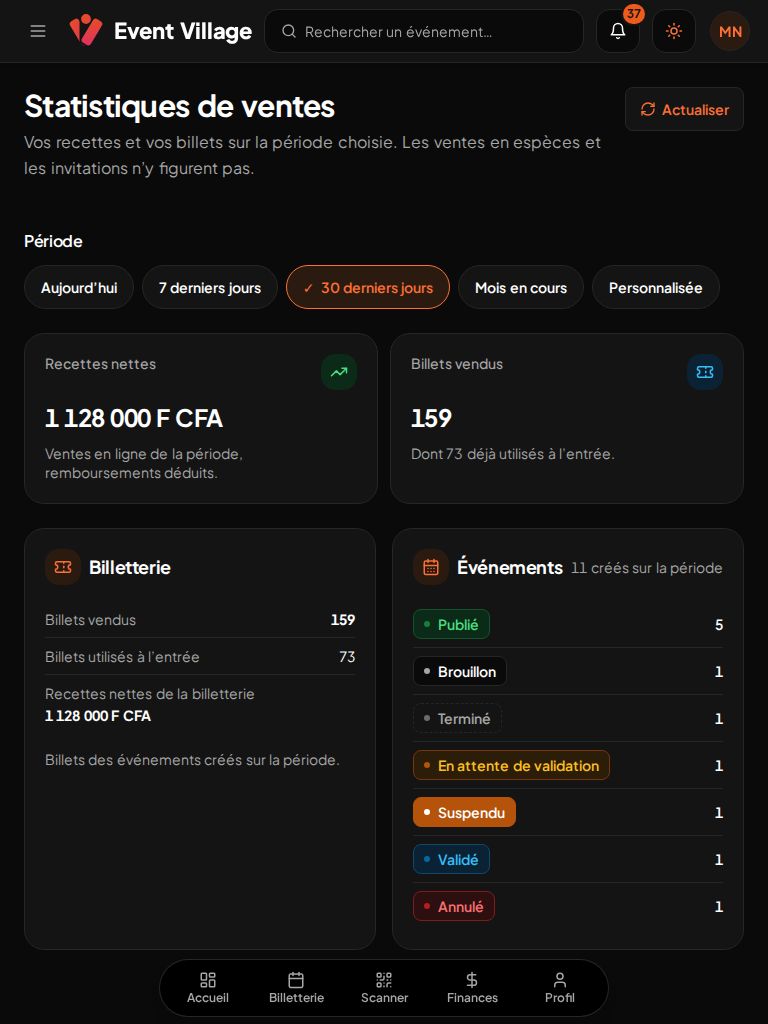 Event Village
Rechercher un événement…
37
MN
Statistiques de ventes
Actualiser
Vos recettes et vos billets sur la période choisie. Les ventes en espèces et
les invitations n’y figurent pas.
Période
Aujourd’hui
7 derniers jours
✓ 30 derniers jours
Mois en cours
Personnalisée
Recettes nettes
1 128 000 F CFA
Ventes en ligne de la période,
remboursements déduits.
Billets vendus
159
Dont 73 déjà utilisés à l’entrée.
Billetterie
Billets vendus 159
Billets utilisés à l’entrée 73
Recettes nettes de la billetterie
1 128 000 F CFA
Billets des événements créés sur la période.
Événements 11 créés sur la période
Publié 5
Brouillon 1
Terminé 1
En attente de validation 1
Suspendu 1
Validé 1
Annulé 1
Accueil
Billetterie
Scanner
Finances
Profil